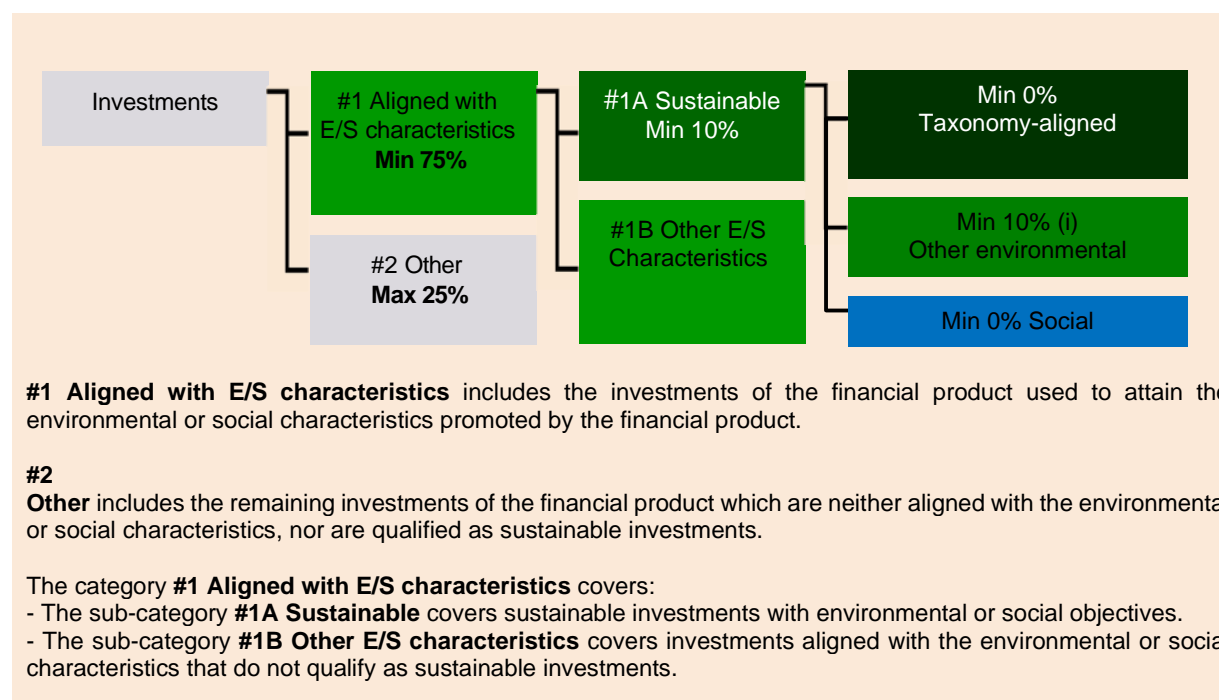 Investments
#1 Aligned with
E/S characteristics
Min 75%
#2 Other
Max 25%
#1A Sustainable
Min 10%
#1B Other E/S
Characteristics
Min 0%
Taxonomy-aligned
Min 10% (i)
Other environmental
Min 0% Social
#1 Aligned with E/S characteristics includes the investments of the financial product used to attain the
environmental or social characteristics promoted by the financial product.
#2
Other includes the remaining investments of the financial product which are neither aligned with the environmenta
or social characteristics, nor are qualified as sustainable investments.
The category #1 Aligned with E/S characteristics covers:
- The sub-category #1A Sustainable covers sustainable investments with environmental or social objectives.
- The sub-category #1B Other E/S characteristics covers investments aligned with the environmental or social
characteristics that do not qualify as sustainable investments.